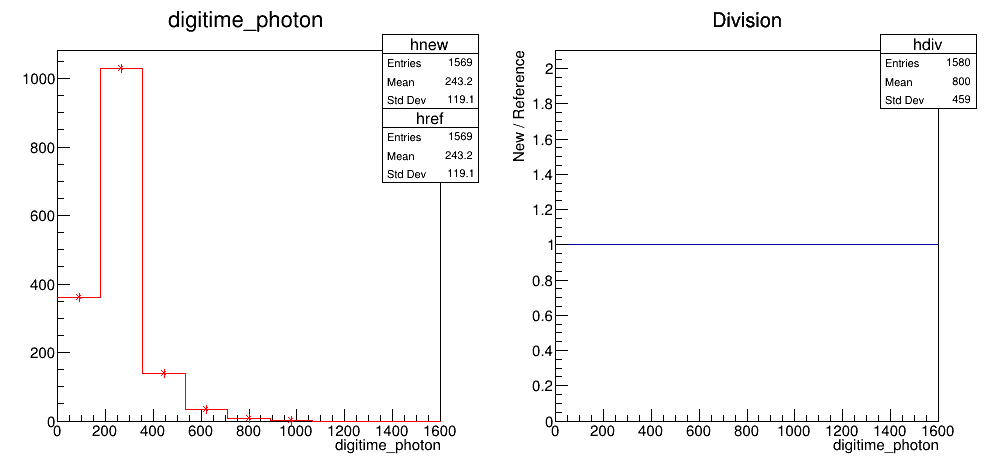 digitime_photon
hnew
Entries 1569
Mean 243.2
Std Dev 119.1
href
Entries 1569
Mean 243.2
Std Dev 119.1
1000
800
600
400
200
0
0 200 400 600 800 1000 1200 1400 1600
digitime_photon
Division
hdiv
Entries 1580
Mean 800
Std Dev 459
New / Reference
2
1.8
1.6
1.4
1.2
1
0.8
0.6
0.4
0.2
0
0 200 400 600 800 1000 1200 1400 1600
digitime_photon